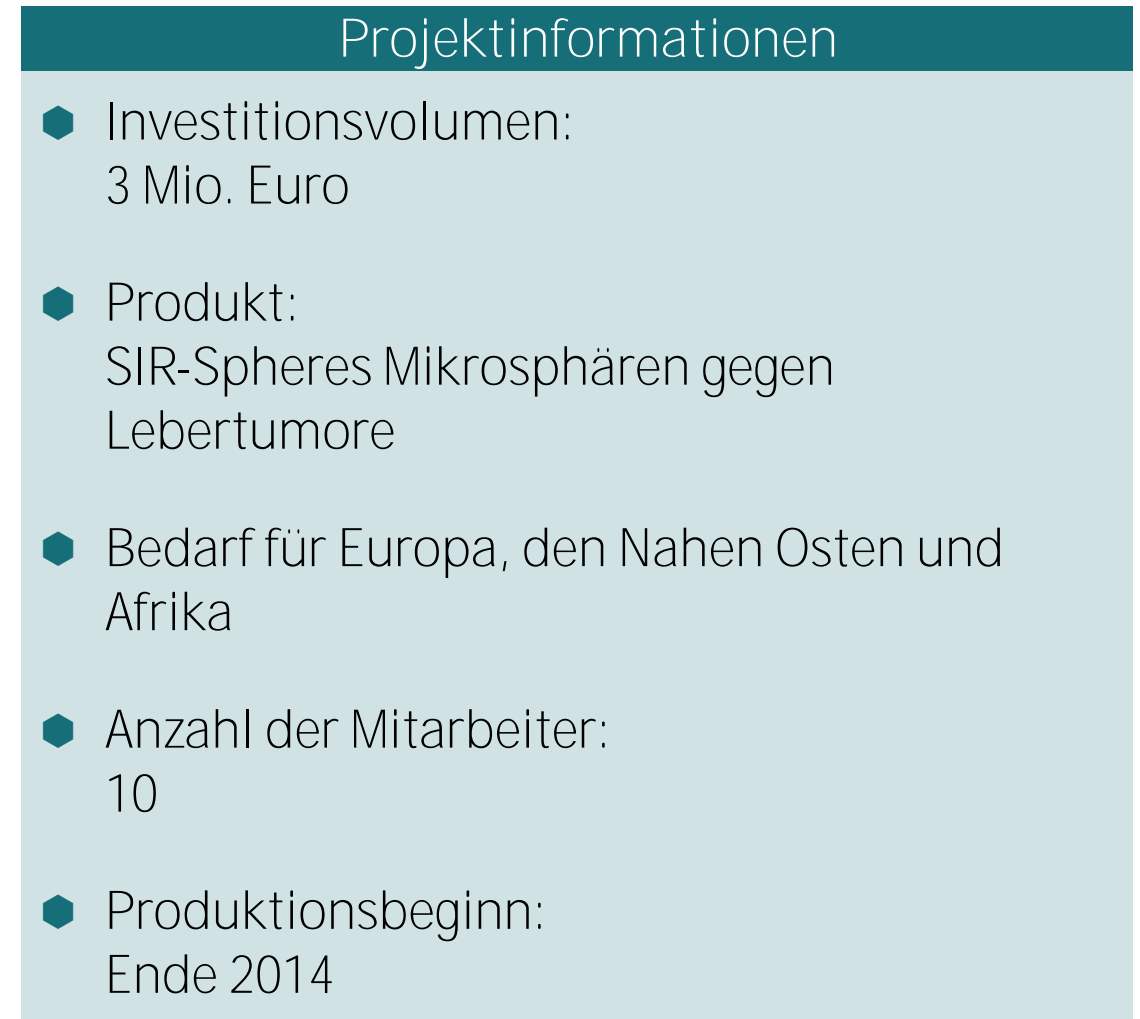 Projektinformationen
Investitionsvolumen:
3 Mio. Euro
Produkt:
SIR-Spheres Mikrosphären gegen
Lebertumore
Bedarf für Europa, den Nahen Osten und
Afrika
Anzahl der Mitarbeiter:
10
Produktionsbeginn:
Ende 2014